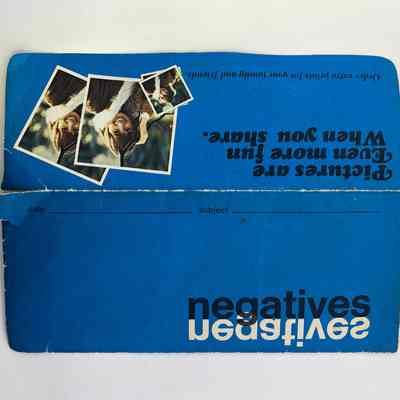 Order extra prints for your family and friends.
Pictures are
Even more fun
When you share.
date subject
negatives
negatives